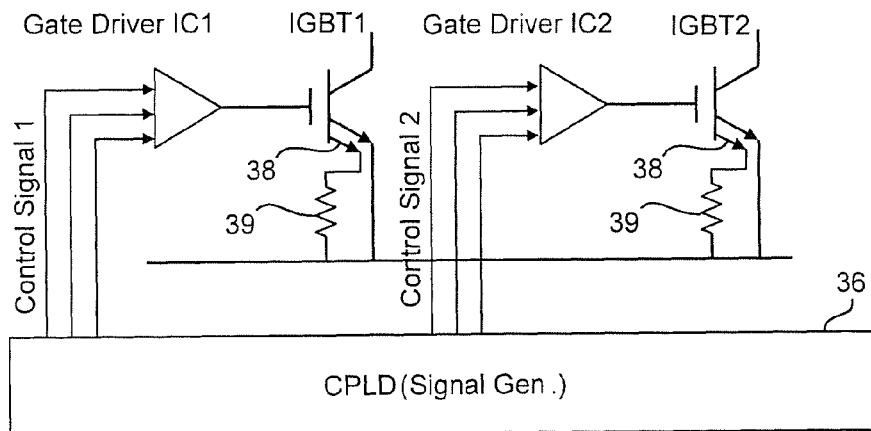 Gate Driver IC1
IGBT1
Gate Driver IC2
IGBT2
Control Signal 1
38
39
Control Signal 2
38
39
36
CPLD (Signal Gen .)